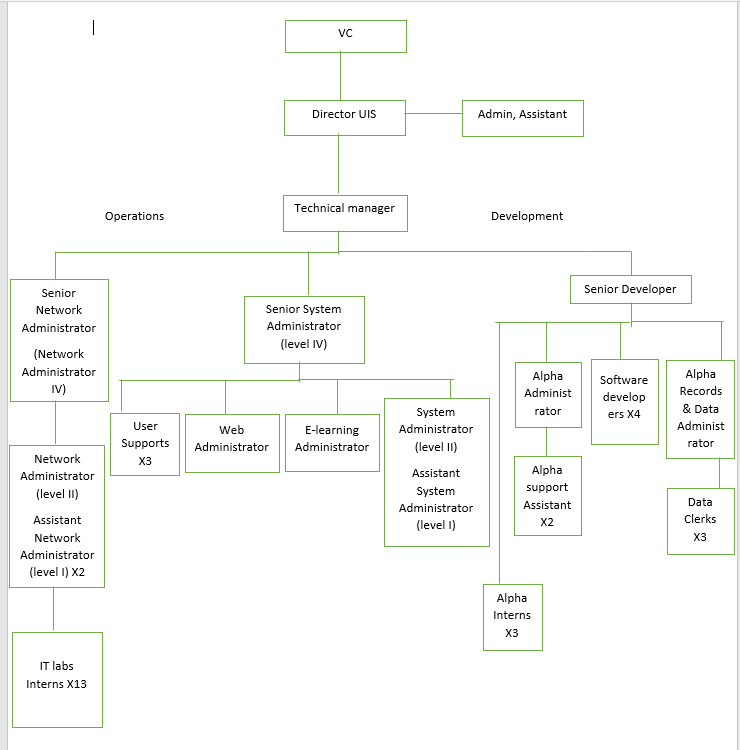 VC
Director UIS
Admin, Assistant
Technical manager
Operations
Development
Senior
Network
Administrator
(Network
Administrator
IV)
Senior System
Administrator
(level IV)
Senior Developer
User
Supports
X3
Web
Administrator
E-learning
Administrator
System
Administrator
(level II)
Assistant
System
Administrator
(level I)
Alpha
Administ
rator
Software
develop
ers X4
Alpha
Records
& Data
Administ
rator
Network
Administrator
(level II)
Assistant
Network
Administrator
(level I) X2
Alpha
support
Assistant
X2
Data
Clerks
X3
Alpha
Interns
X3
IT labs
Interns X13